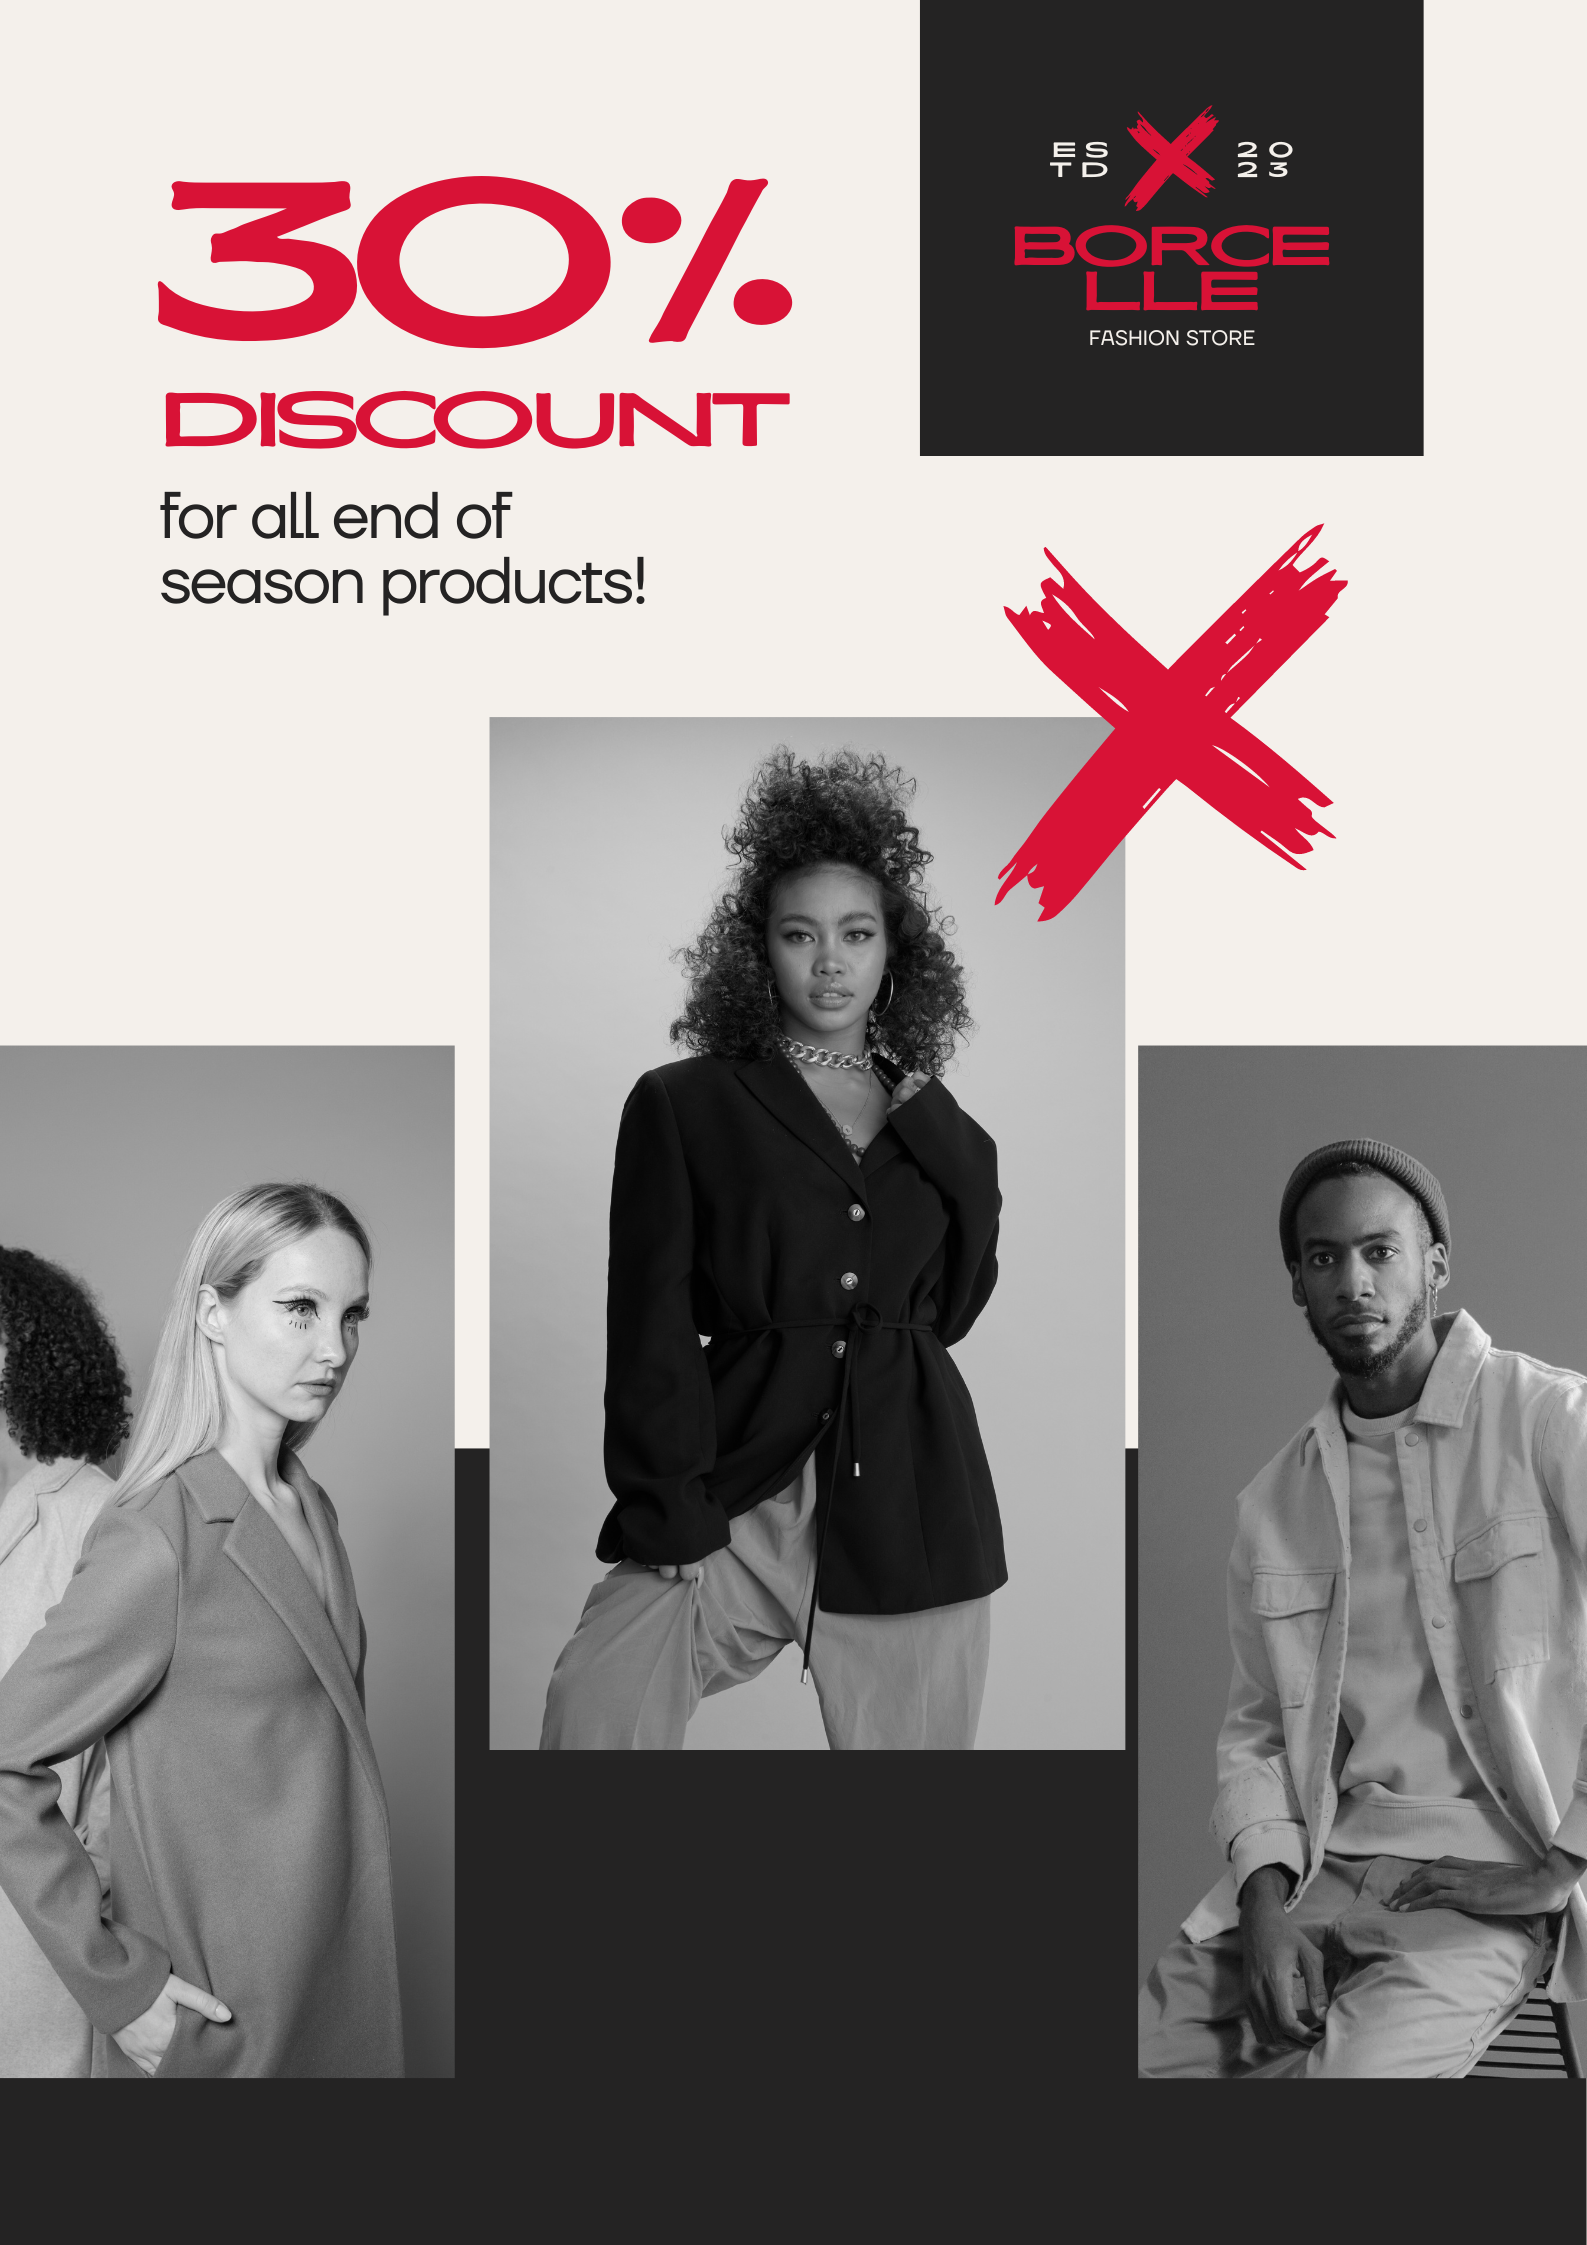 30%
DISCOUNT
for all end of
season products!
ES
TD
20
23
BORCE
LLE
FASHION STORE